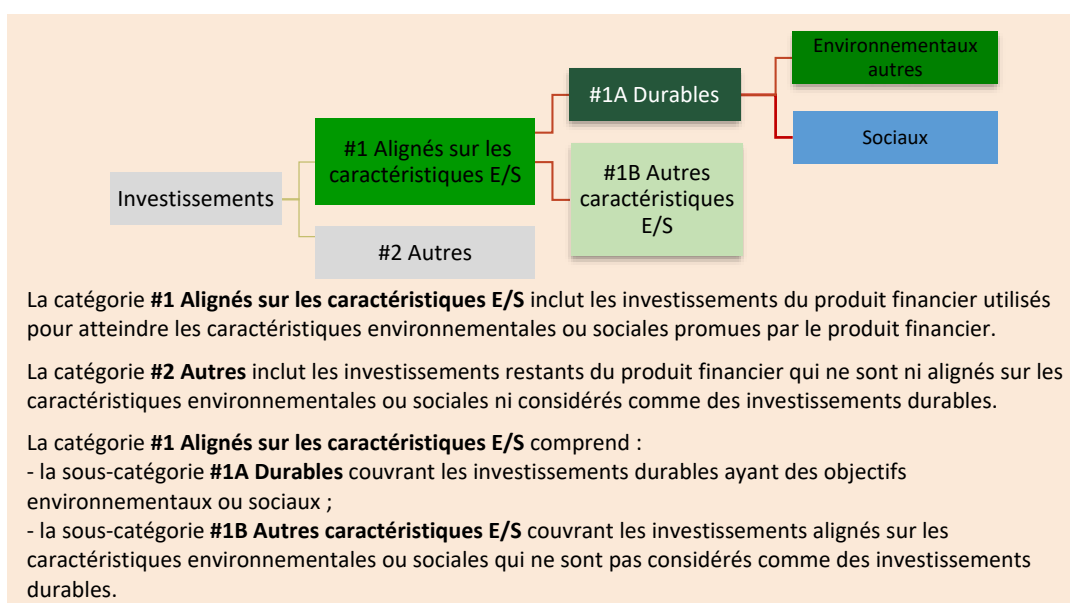 Environnementaux
autres
#1A Durables
Sociaux
#1 Alignés sur les
caractéristiques E/S
#1B Autres
caractéristiques
E/S
Investissements
#2 Autres
La catégorie #1 Alignés sur les caractéristiques E/S inclut les investissements du produit financier utilisés
pour atteindre les caractéristiques environnementales ou sociales promues par le produit financier.
La catégorie #2 Autres inclut les investissements restants du produit financier qui ne sont ni alignés sur les
caractéristiques environnementales ou sociales ni considérés comme des investissements durables.
La catégorie #1 Alignés sur les caractéristiques E/S comprend :
- la sous-catégorie #1A Durables couvrant les investissements durables ayant des objectifs
environnementaux ou sociaux ;
- la sous-catégorie #1B Autres caractéristiques E/S couvrant les investissements alignés sur les
caractéristiques environnementales ou sociales qui ne sont pas considérés comme des investissements
durables.